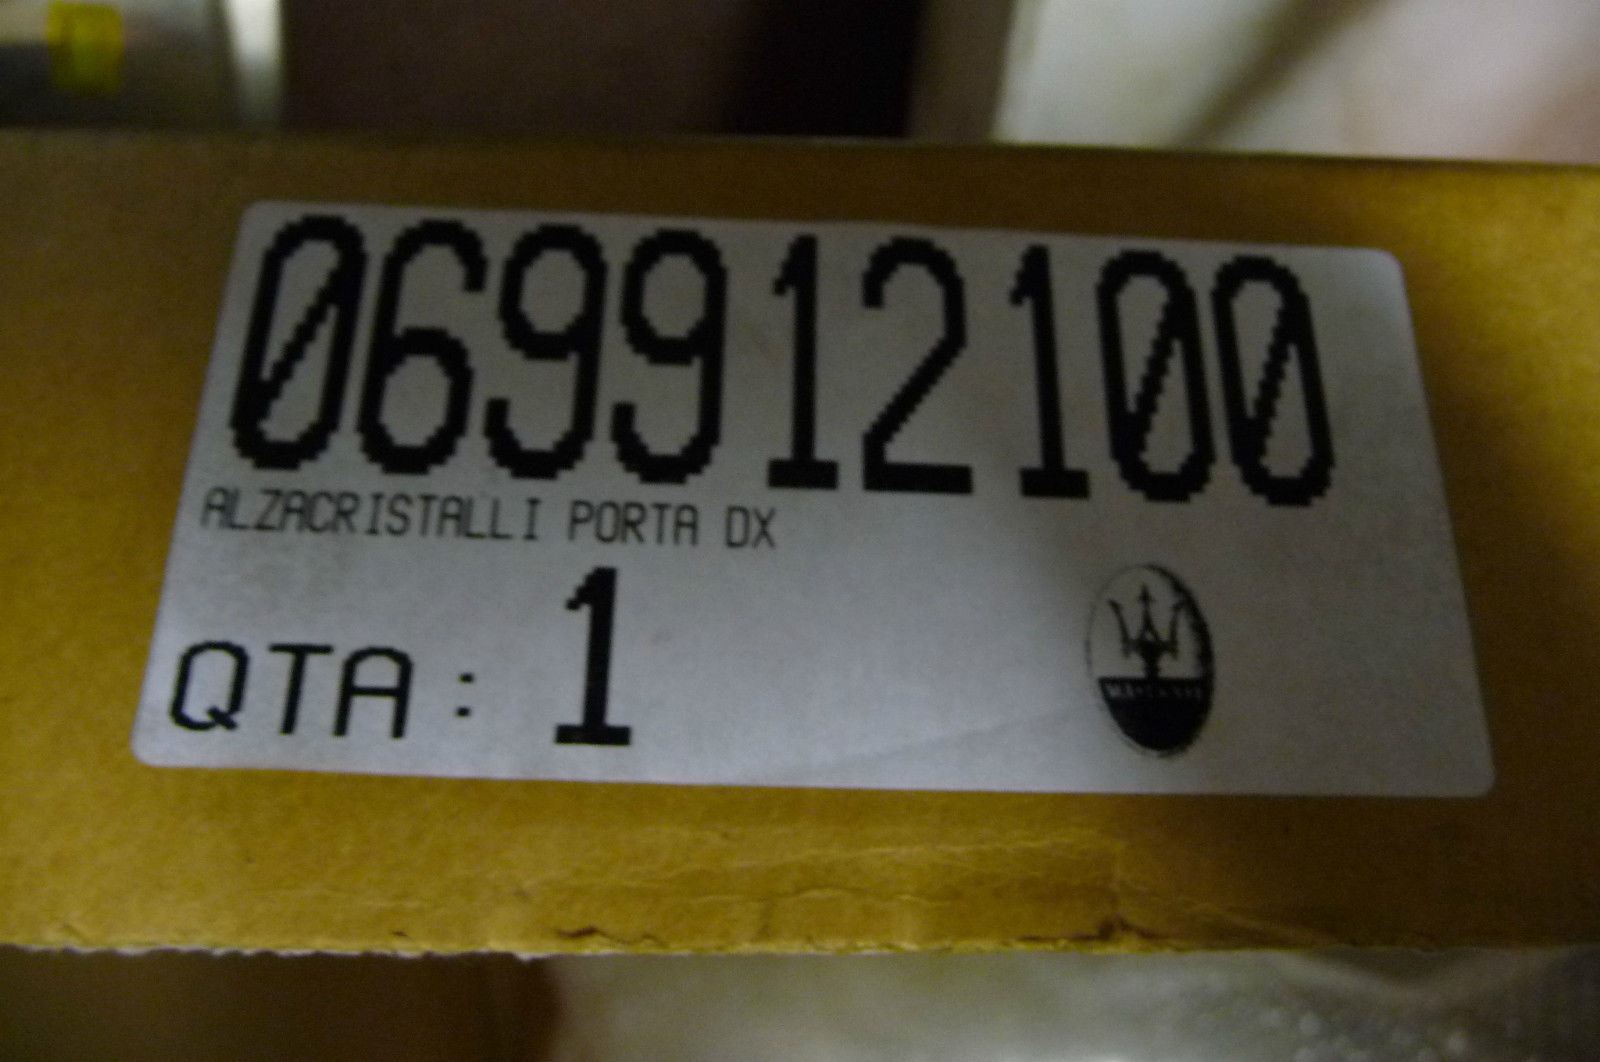 069912100
ALZACRISTALLI PORTA DX
QTA : 1